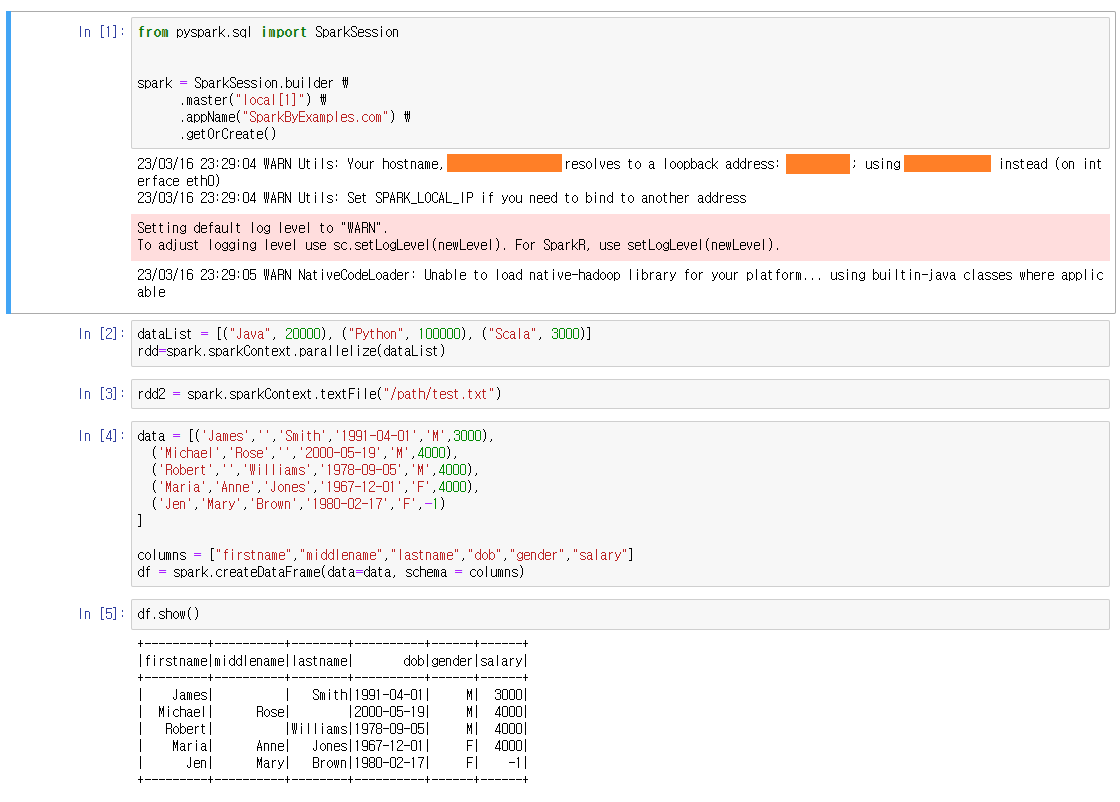 In [1]: from pyspark.sql import SparkSession
spark = SparkSession.builder ₩
      .master("local[1]") ₩
      .appName("SparkByExamples.com") ₩
      .getOrCreate()
23/03/16 23:29:04 WARN Utils: Your hostname, resolves to a loopback address: ; using instead (on int
erface eth0)
23/03/16 23:29:04 WARN Utils: Set SPARK_LOCAL_IP if you need to bind to another address
Setting default log level to "WARN".
To adjust logging level use sc.setLogLevel(newLevel). For SparkR, use setLogLevel(newLevel).
23/03/16 23:29:05 WARN NativeCodeLoader: Unable to load native-hadoop library for your platform... using builtin-java classes where applic
able
In [2]: dataList = [("Java", 20000), ("Python", 100000), ("Scala", 3000)]
rdd=spark.sparkContext.parallelize(dataList)
In [3]: rdd2 = spark.sparkContext.textFile("/path/test.txt")
In [4]: data = [('James','','Smith','1991-04-01','M',3000),
  ('Michael','Rose','','2000-05-19','M',4000),
  ('Robert','','Williams','1978-09-05','M',4000),
  ('Maria','Anne','Jones','1967-12-01','F',4000),
  ('Jen','Mary','Brown','1980-02-17','F',-1)
]
columns = ["firstname","middlename","lastname","dob","gender","salary"]
df = spark.createDataFrame(data=data, schema = columns)
In [5]: df.show()
+---------+----------+--------+----------+------+------+
|firstname|middlename|lastname|       dob|gender|salary|
+---------+----------+--------+----------+------+------+
|    James|          |   Smith|1991-04-01|     M|  3000|
|  Michael|      Rose|        |2000-05-19|     M|  4000|
|   Robert|          |Williams|1978-09-05|     M|  4000|
|    Maria|      Anne|   Jones|1967-12-01|     F|  4000|
|      Jen|      Mary|   Brown|1980-02-17|     F|    -1|
+---------+----------+--------+----------+------+------+